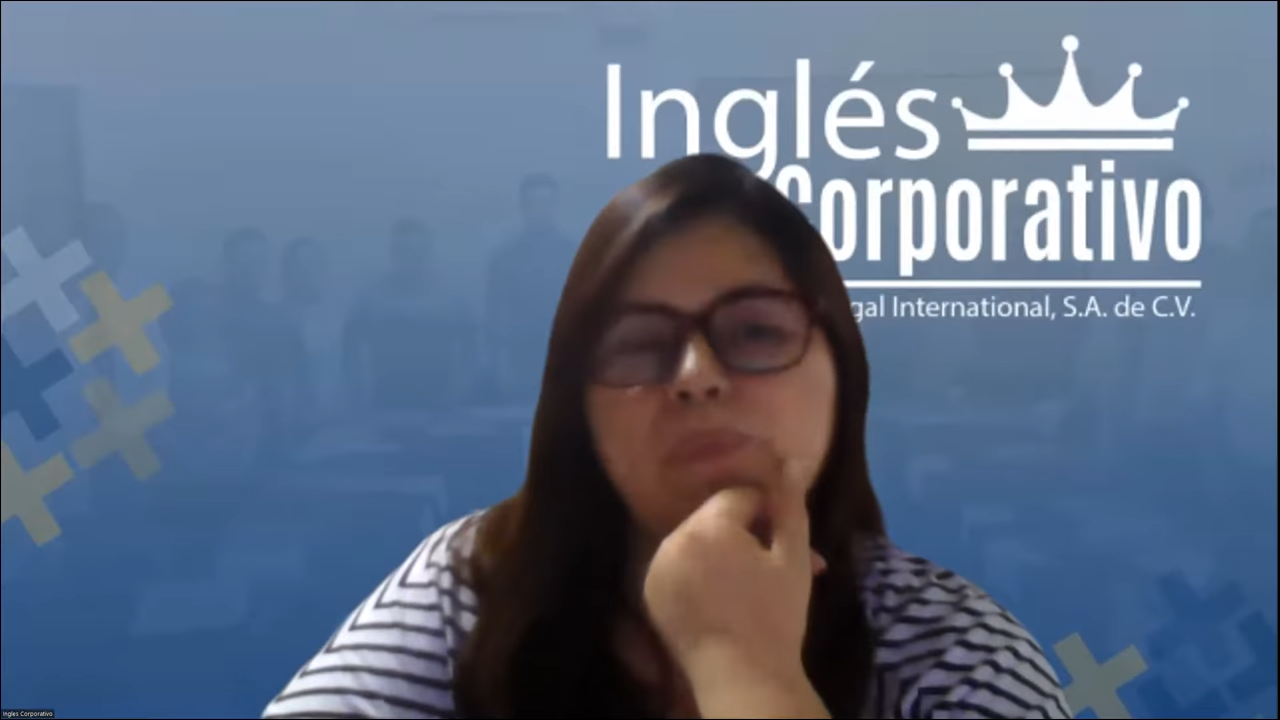 Inglés
Corporativo
gal International, S.A. de C.V.
Ingles Corporativo